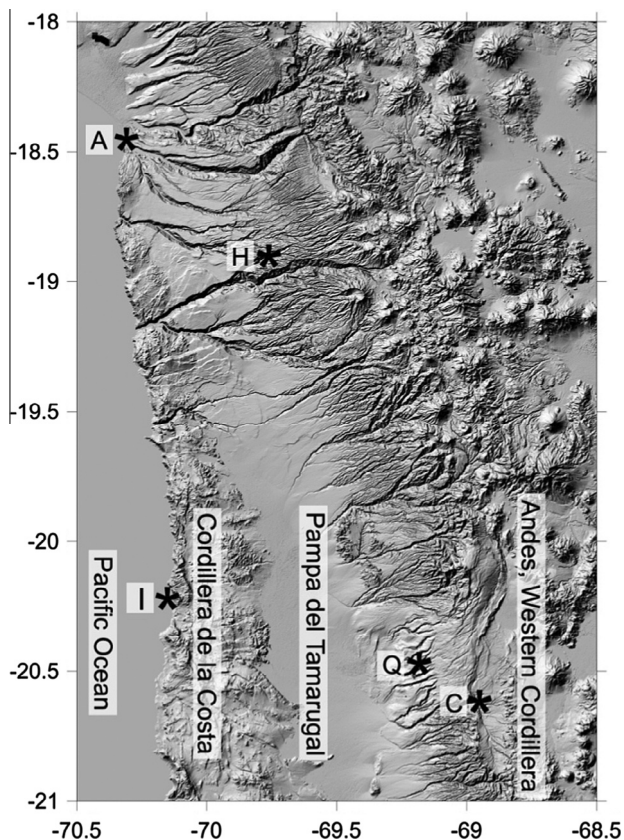 -18
-18.5
A
H
-19
-19.5
-20
Andes, Western Cordillera
Pampa del Tamarugal
Cordillera de la Costa
Pacific Ocean
I
Q
-20.5
C
-21
-70.5
-70
-69.5
-69
-68.5